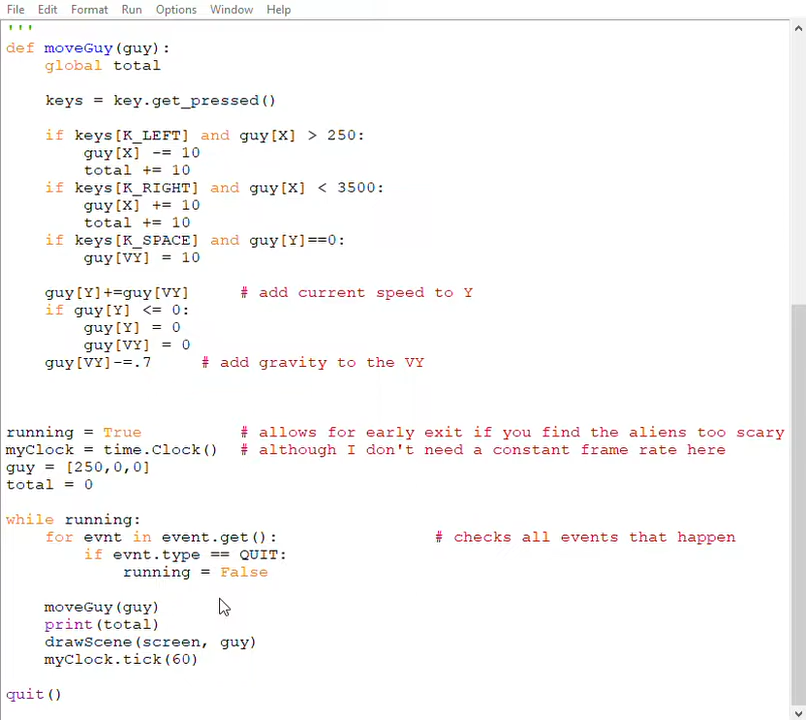 File Edit Format Run Options Window Help
'''
def moveGuy(guy):
    global total

    keys = key.get_pressed()

    if keys[K_LEFT] and guy[X] > 250:
        guy[X] -= 10
        total += 10
    if keys[K_RIGHT] and guy[X] < 3500:
        guy[X] += 10
        total += 10
    if keys[K_SPACE] and guy[Y]==0:
        guy[VY] = 10

    guy[Y]+=guy[VY]     # add current speed to Y
    if guy[Y] <= 0:
        guy[Y] = 0
        guy[VY] = 0
    guy[VY]-=.7     # add gravity to the VY

running = True          # allows for early exit if you find the aliens too scary
myClock = time.Clock()  # although I don't need a constant frame rate here
guy = [250,0,0]
total = 0

while running:
    for evnt in event.get():                # checks all events that happen
        if evnt.type == QUIT:
            running = False

    moveGuy(guy)
    print(total)
    drawScene(screen, guy)
    myClock.tick(60)

quit()